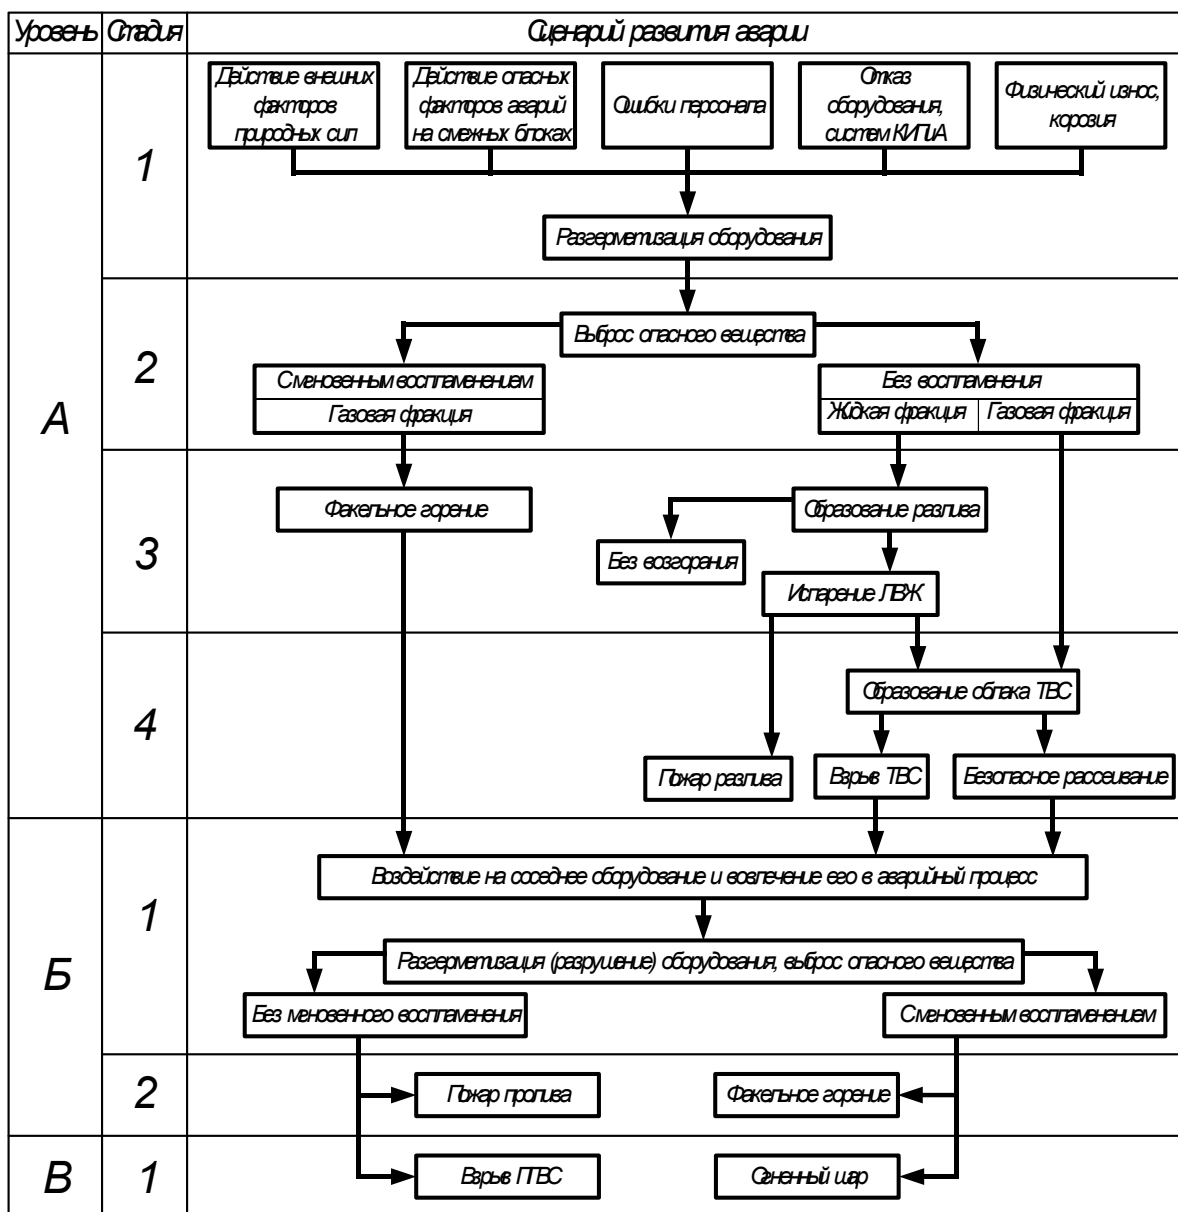 Уровень Стадия Сценарий развития аварии
Действие внешних
факторов
природных сил
Действие опасных
факторов аварий
на смежных блоках
Ошибки персонала
Отказ
оборудования,
систем КИПиА
Физический износ,
корозия
1
Разгерметизация оборудования
А
2
Выброс опасного вещества
С мгновенным воспламенением
Газовая фракция
Без воспламенения
Жидкая фракция Газовая фракция
3
Факельное горение
Образование разлива
Без возгорания
Испарение ЛВЖ
4
Образование облака ТВС
Пожар разлива
Взрыв ТВС
Безопасное рассеивание
Б
1
Воздействие на соседнее оборудование и вовлечение его в аварийный процесс
Разгерметизация (разрушение) оборудования, выброс опасного вещества
Без мгновенного воспламенения
С мгновенным воспламенением
2
Пожар пролива
Факельное горение
В
1
Взрыв ПТВС
Огненный шар